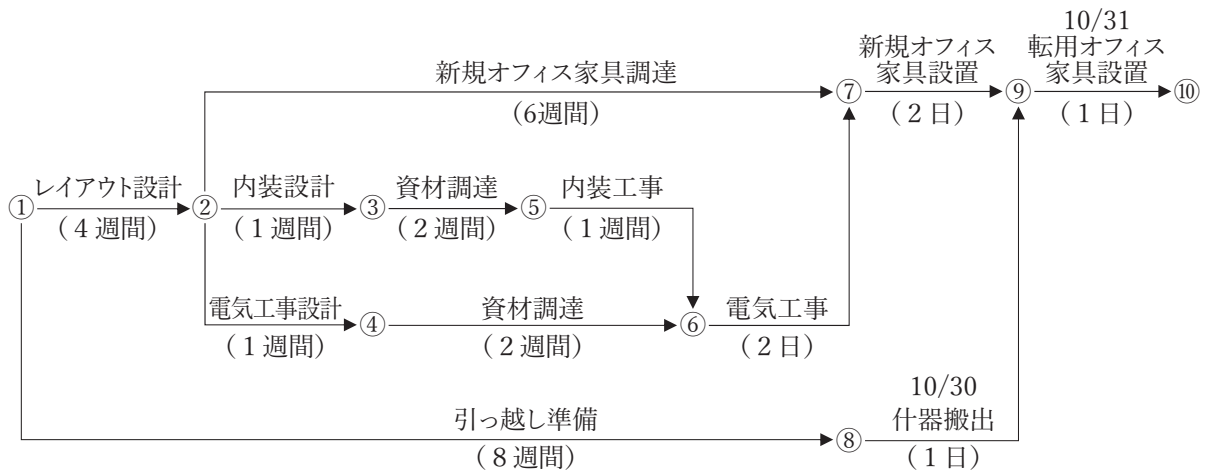 10/31
新規オフィス 転用オフィス
新規オフィス家具調達 ⑦ 家具設置 ⑨ 家具設置 ⑩
(6週間) (2日) (1日)
レイアウト設計 内装設計 資材調達 内装工事
① ② ③ ⑤
(4週間) (1週間) (2週間) (1週間)
電気工事設計 資材調達 電気工事
④ ⑥
(1週間) (2週間) (2日)
10/30
引っ越し準備 什器搬出
⑧
(8週間) (1日)